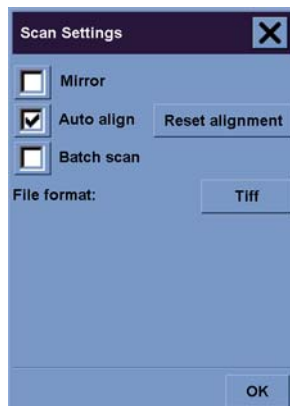 Scan Settings
Mirror
Auto align Reset alignment
Batch scan
File format: Tiff
OK